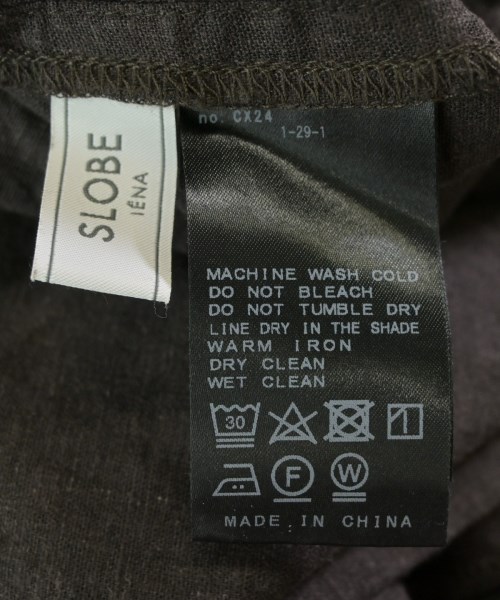 SLOBE
IÉNA
no. CX24
1-29-1
MACHINE WASH COLD
DO NOT BLEACH
DO NOT TUMBLE DRY
LINE DRY IN THE SHADE
WARM IRON
DRY CLEAN
WET CLEAN
30
F
W
MADE IN CHINA